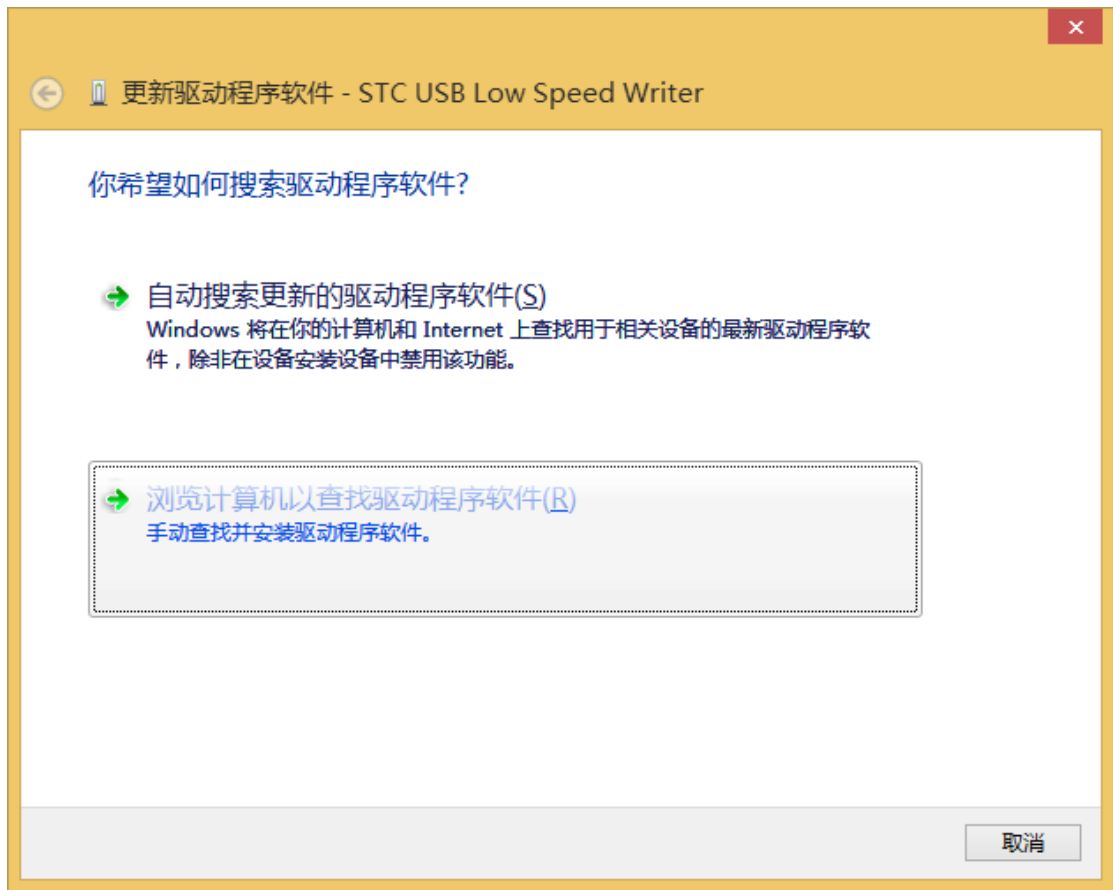 更新驱动程序软件 - STC USB Low Speed Writer
你希望如何搜索驱动程序软件?
自动搜索更新的驱动程序软件(S)
Windows 将在你的计算机和 Internet 上查找用于相关设备的最新驱动程序软
件，除非在设备安装设备中禁用该功能。
浏览计算机以查找驱动程序软件(R)
手动查找并安装驱动程序软件。
取消